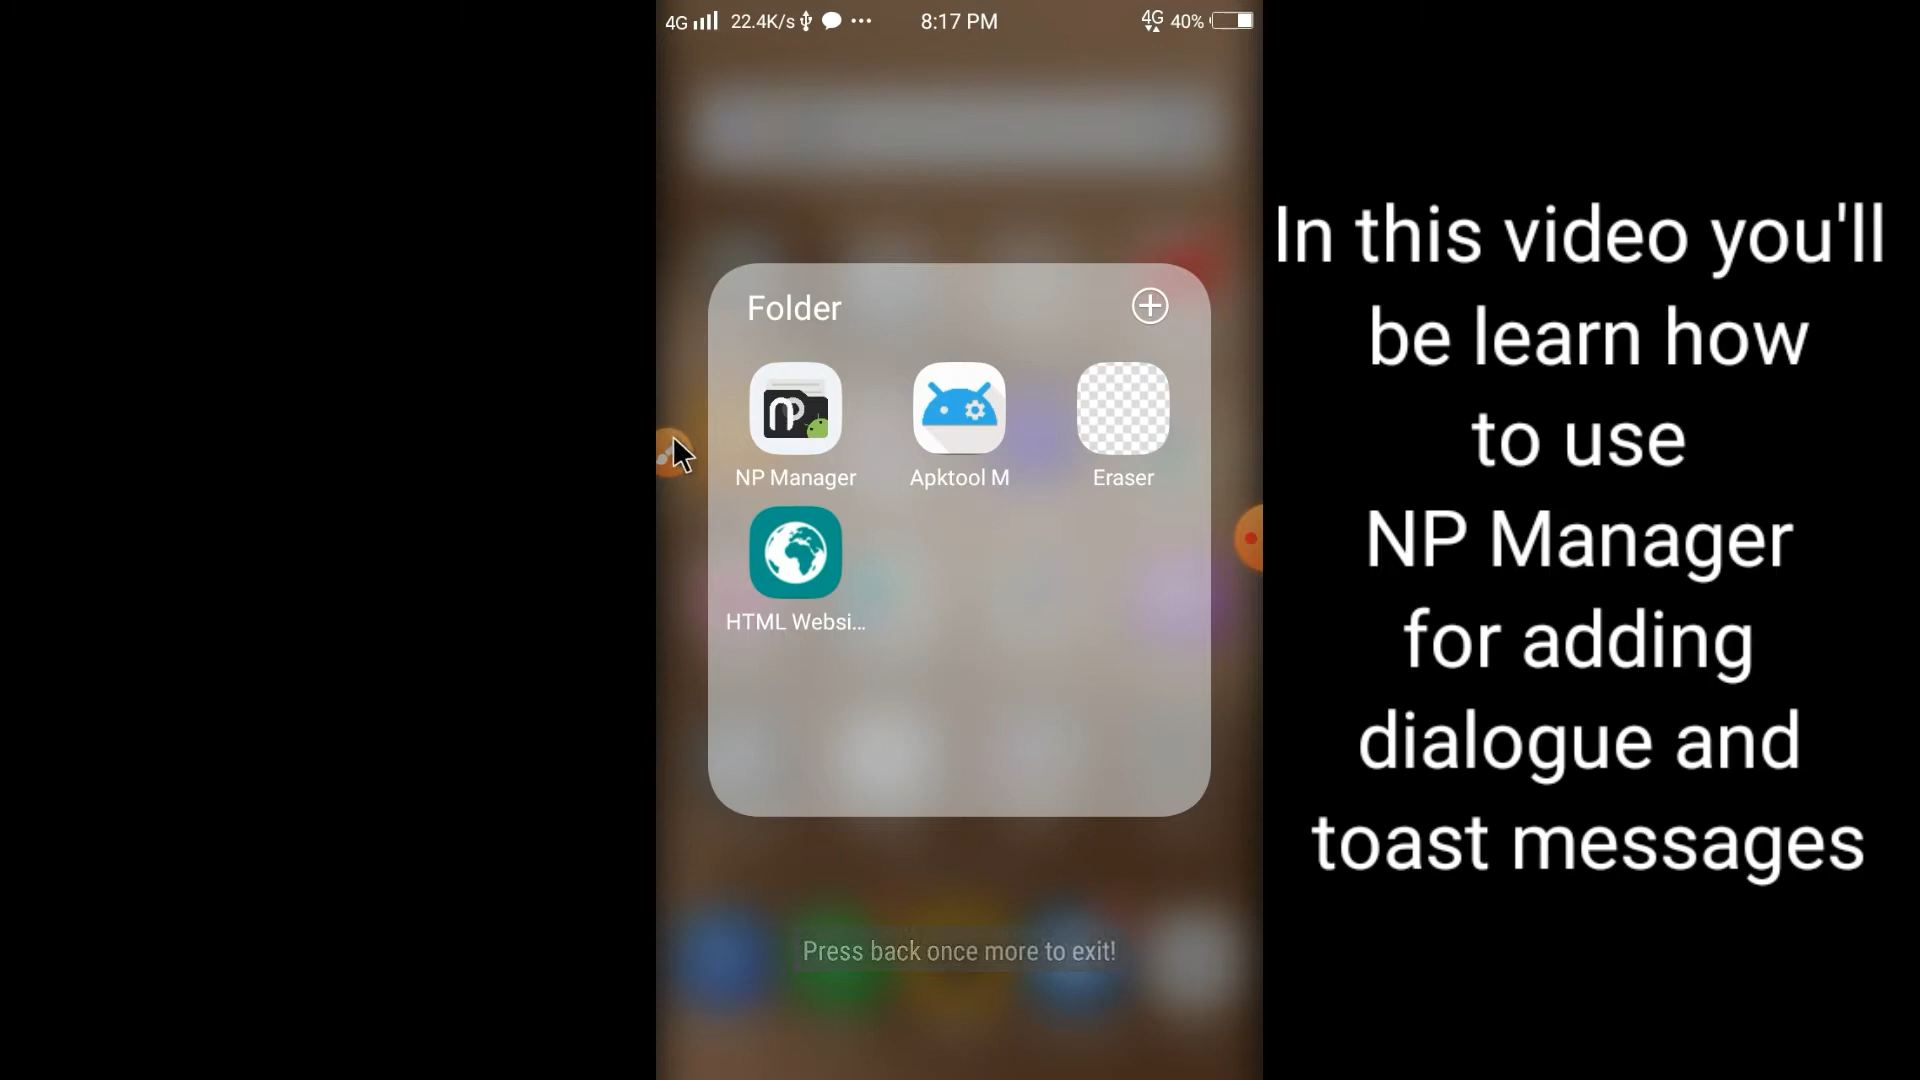 4G 22.4K/s 8:17 PM 4G 40%
Folder
NP Manager Apktool M Eraser
HTML Websi...
Press back once more to exit!
In this video you'll
be learn how
to use
NP Manager
for adding
dialogue and
toast messages